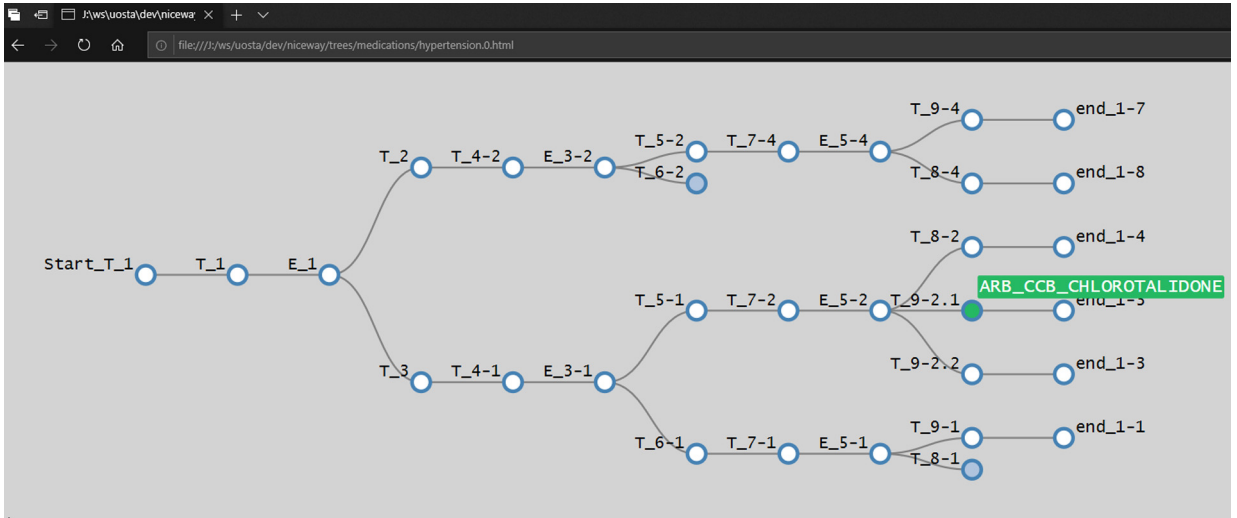 J:\ws\uosta\dev\nicewa
file:///J:/ws/uosta/dev/niceway/trees/medications/hypertension.0.html
T_9-4 end_1-7
T_5-2 T_7-4 E_5-4
T_2 T_4-2 E_3-2
T_6-2 T_8-4 end_1-8
T_8-2 end_1-4
Start_T_1 T_1 E_1
ARB_CCB_CHLOROTALIDONE
T_5-1 T_7-2 E_5-2 T_9-2.1
T_9-2.2 end_1-3
T_3 T_4-1 E_3-1
T_9-1 end_1-1
T_6-1 T_7-1 E_5-1
T_8-1